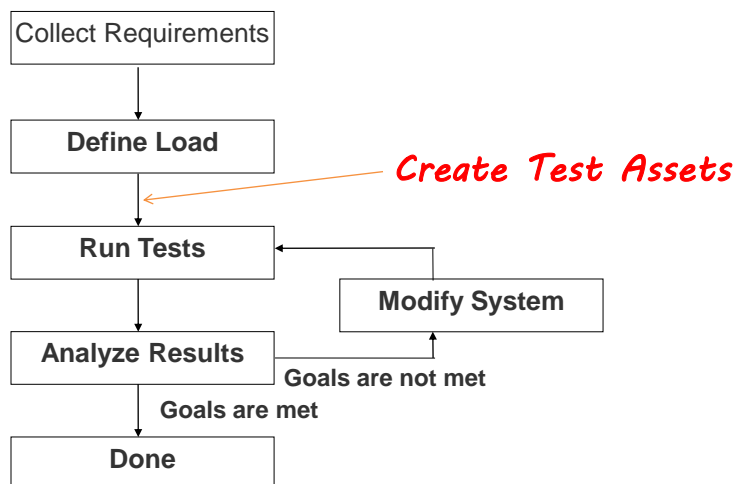 Collect Requirements
Define Load
Create Test Assets
Run Tests
Modify System
Analyze Results
Goals are not met
Goals are met
Done